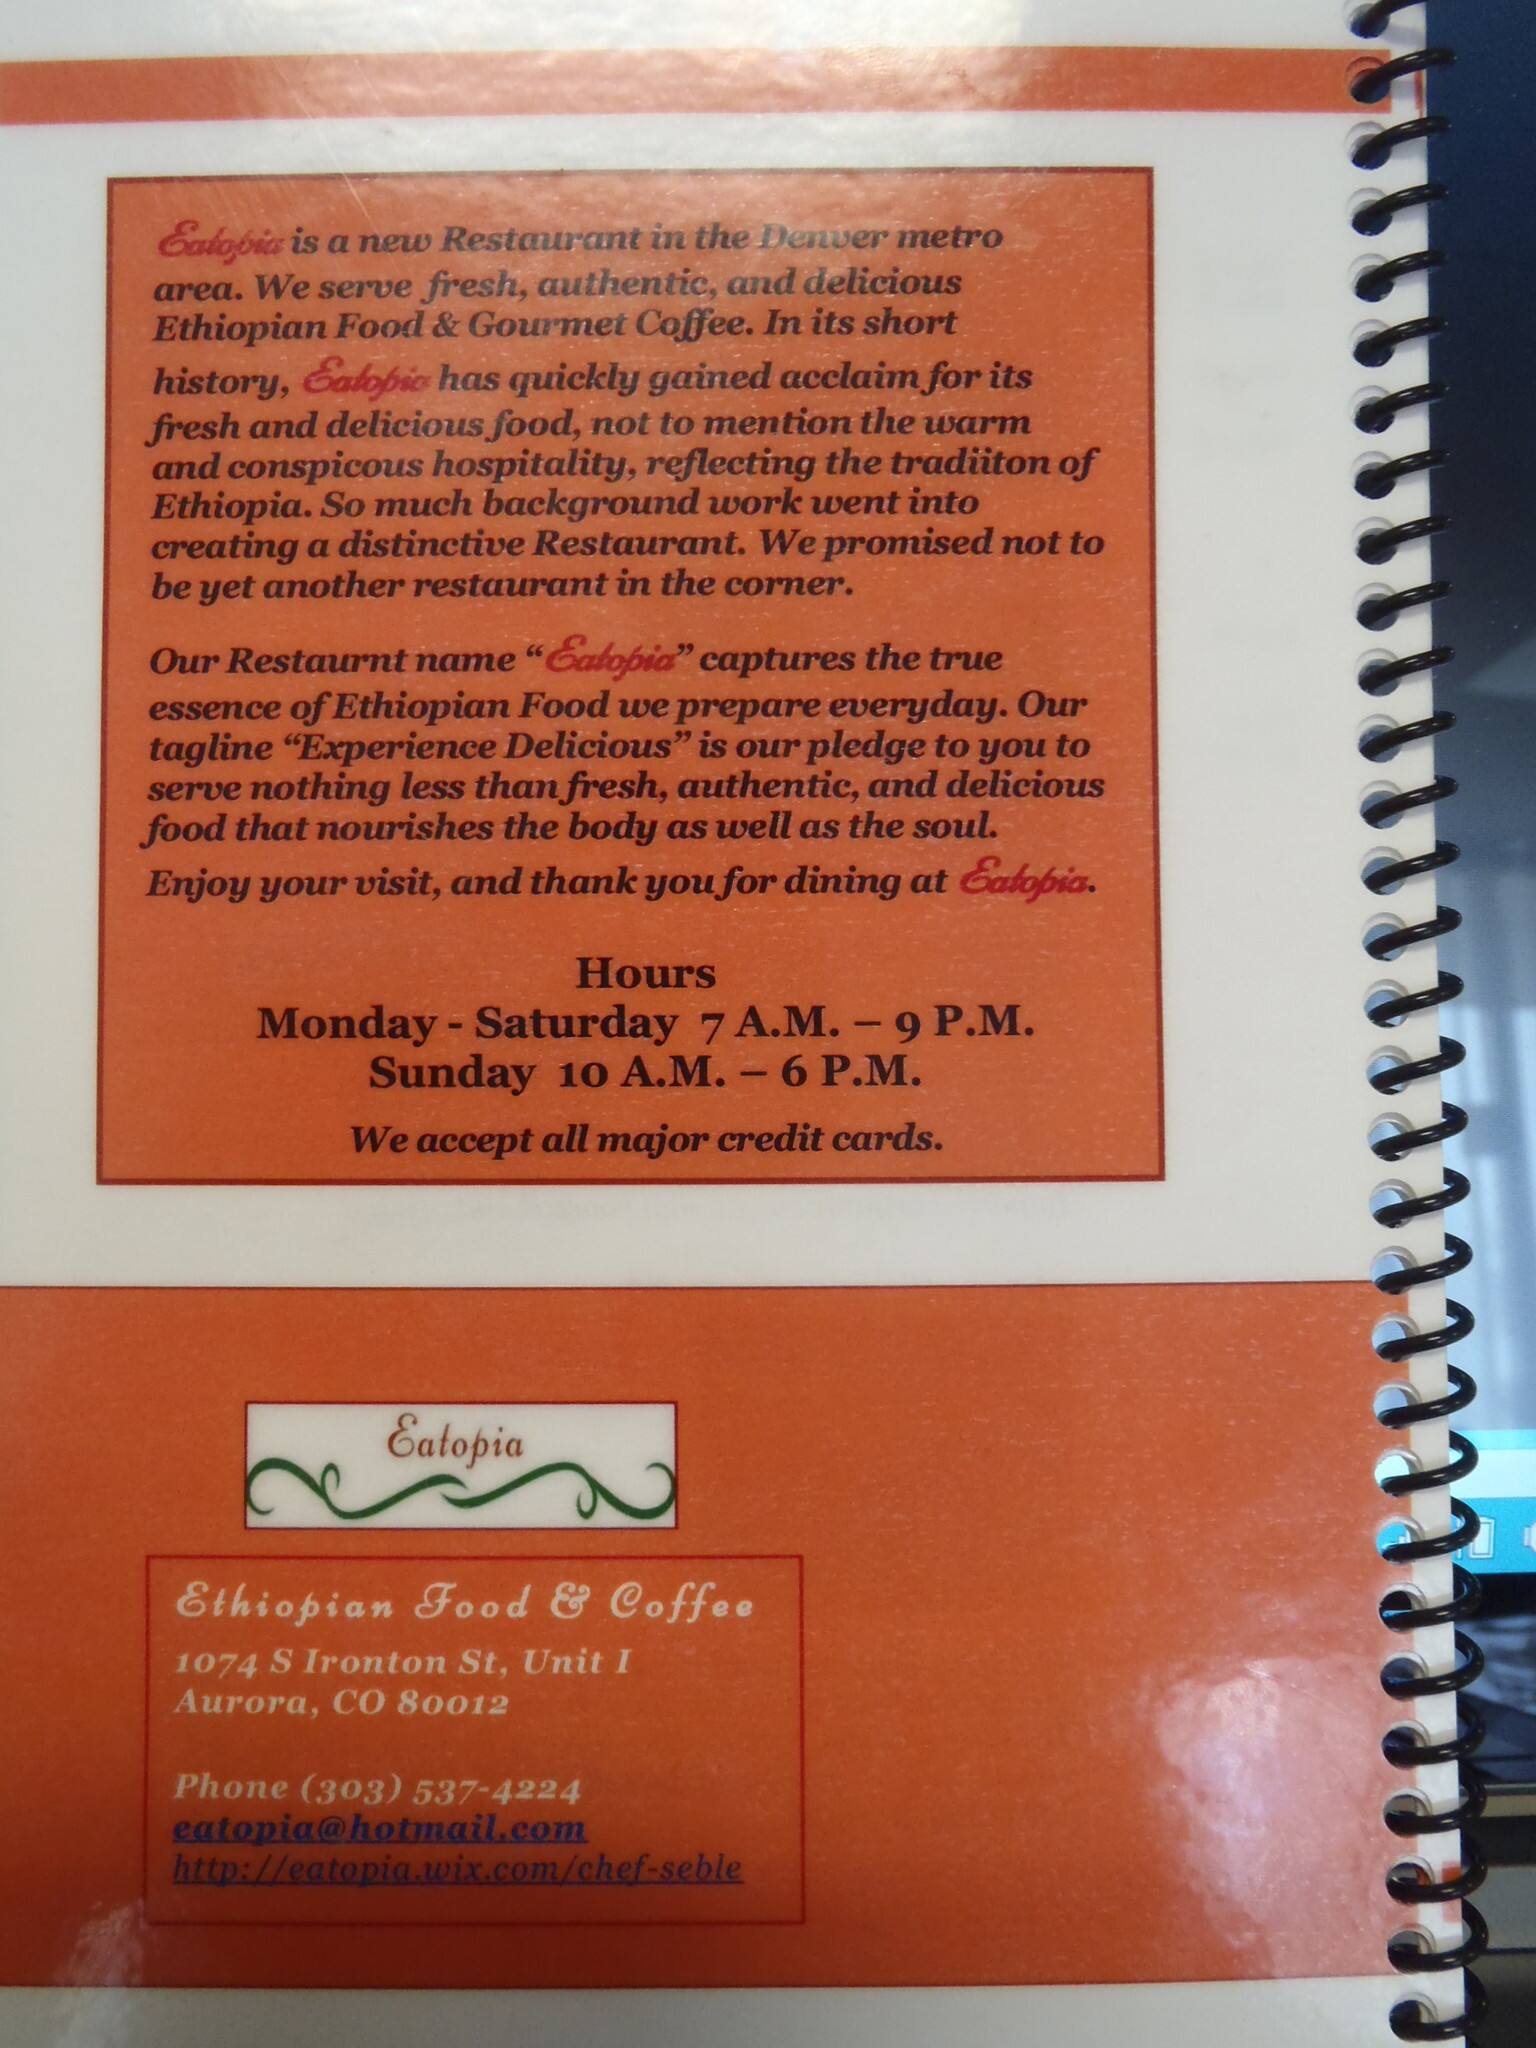 Eatopia is a new Restaurant in the Denver metro
area. We serve fresh, authentic, and delicious
Ethiopian Food & Gourmet Coffee. In its short
history, Eatopia has quickly gained acclaim for its
fresh and delicious food, not to mention the warm
and conspicous hospitality, reflecting the tradiiton of
Ethiopia. So much background work went into
creating a distinctive Restaurant. We promised not to
be yet another restaurant in the corner.
Our Restaurnt name “Eatopia” captures the true
essence of Ethiopian Food we prepare everyday. Our
tagline “Experience Delicious” is our pledge to you to
serve nothing less than fresh, authentic, and delicious
food that nourishes the body as well as the soul.
Enjoy your visit, and thank you for dining at Eatopia.
Hours
Monday - Saturday 7 A.M. – 9 P.M.
Sunday 10 A.M. – 6 P.M.
We accept all major credit cards.
Eatopia
Ethiopian Food & Coffee
1074 S Ironton St, Unit I
Aurora, CO 80012
Phone (303) 537-4224
eatopia@hotmail.com
http://eatopia.wix.com/chef-seble